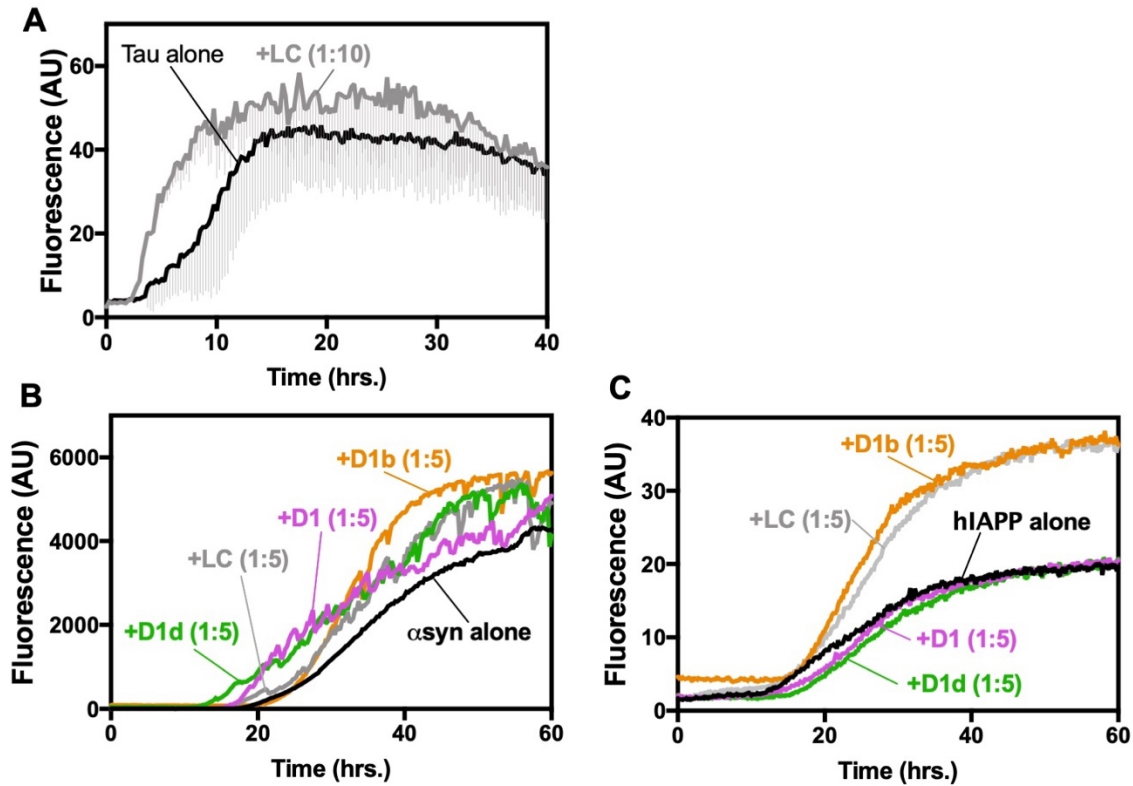 A
Fluorescence (AU)
60
40
20
0
Tau alone
+LC (1:10)
0 10 20 30 40
Time (hrs.)
B
Fluorescence (AU)
6000
4000
2000
0
+D1b (1:5)
+D1 (1:5)
+LC (1:5)
+D1d (1:5)
αsyn alone
0 20 40 60
Time (hrs.)
C
Fluorescence (AU)
40
30
20
10
0
+D1b (1:5)
+LC (1:5)
hIAPP alone
+D1 (1:5)
+D1d (1:5)
0 20 40 60
Time (hrs.)